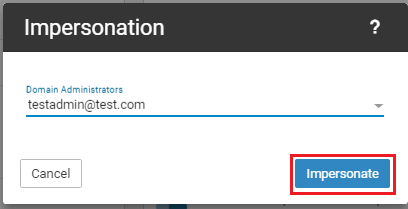 Impersonation ?
Domain Administrators
testadmin@test.com
Cancel Impersonate